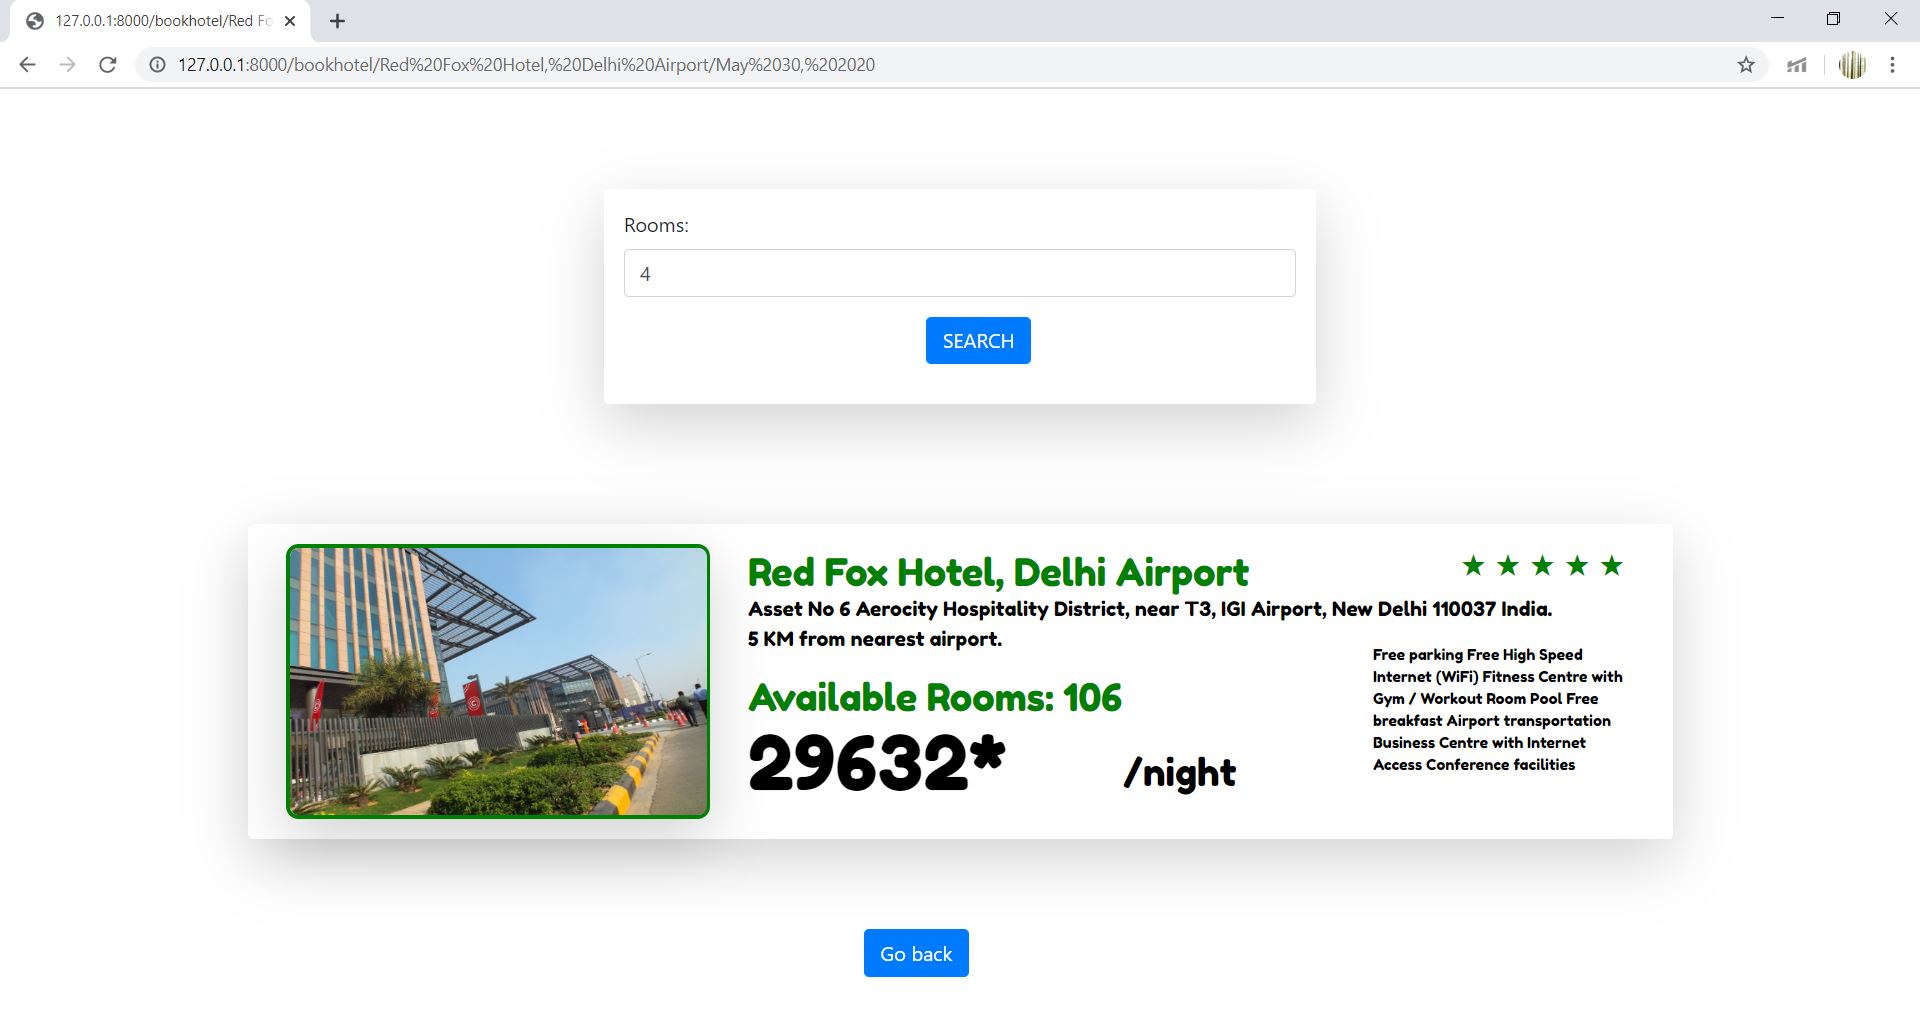 127.0.0.1:8000/bookhotel/Red Fo
127.0.0.1:8000/bookhotel/Red%20Fox%20Hotel,%20Delhi%20Airport/May%2030,%202020
Rooms:
4
SEARCH
Red Fox Hotel, Delhi Airport
★ ★ ★ ★ ★
Asset No 6 Aerocity Hospitality District, near T3, IGI Airport, New Delhi 110037 India.
5 KM from nearest airport.
Available Rooms: 106
29632* /night
Free parking Free High Speed
Internet (WiFi) Fitness Centre with
Gym / Workout Room Pool Free
breakfast Airport transportation
Business Centre with Internet
Access Conference facilities
Go back